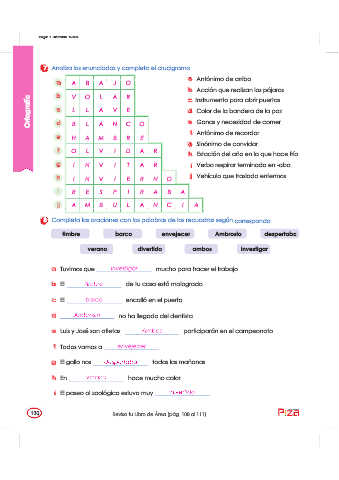 Ortografía
7 Analiza los enunciados y completa el crucigrama
a A B A J O
b V O L A R
c L L A V E
d B L A N C O
e H A M B R E
f O L V I D A R
g I N V I T A R
h I N V I E R N O
i R E S P I R A B A
j A M B U L A N C I A
a Antónimo de arriba
b Acción que realizan los pájaros
c Instrumento para abrir puertas
d Color de la bandera de la paz
e Ganas y necesidad de comer
f Antónimo de recordar
g Sinónimo de convidar
h Estación del año en la que hace frío
i Verbo respirar terminado en -aba
j Vehículo que traslada enfermos
Completa las oraciones con las palabras de los recuadros según corresponda
timbre barco envejecer Ambrosio despertaba
verano divertido ambos investigar
a Tuvimos que investigar mucho para hacer el trabajo
b El timbre de tu casa está malogrado
c El barco encalló en el puerto
d Ambrosio no ha llegado del dentista
e Luis y José son atletas ambos participarán en el campeonato
f Todos vamos a envejecer
g El gallo nos despertaba todas las mañanas
h En verano hace mucho calor
i El paseo al zoológico estuvo muy divertido
130
Revisa tu Libro de Área (pág. 108 al 111)